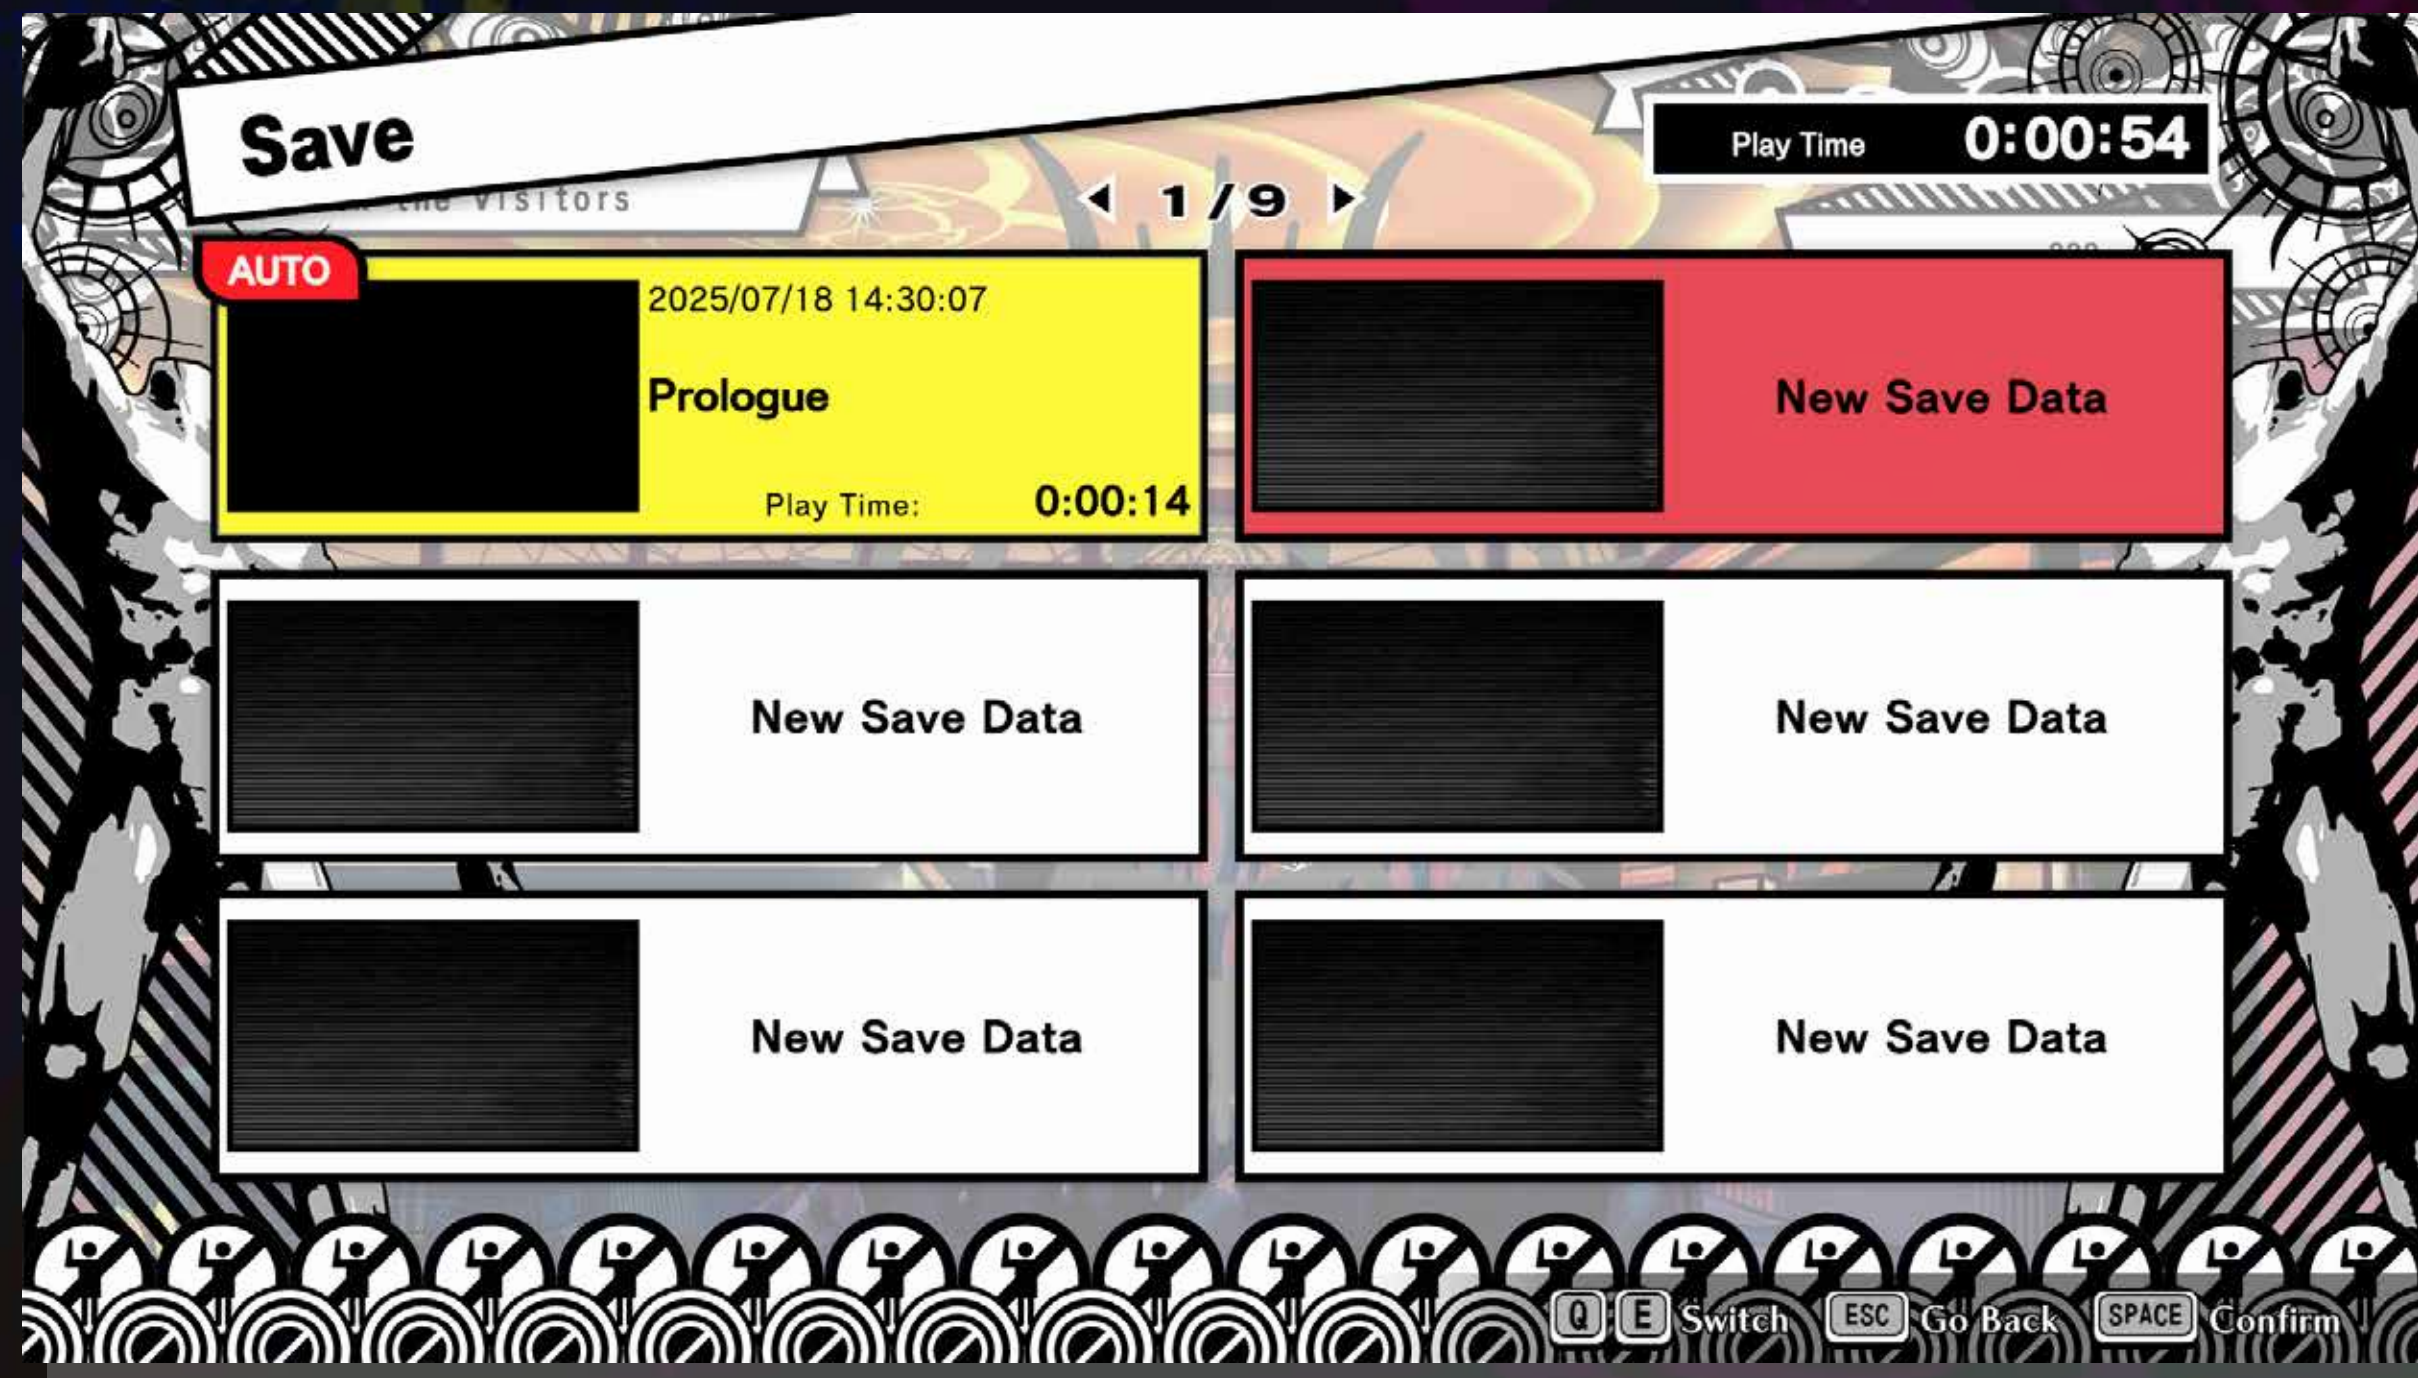 Save
Play Time 0:00:54
the Visitors
1/9
AUTO
2025/07/18 14:30:07
Prologue
Play Time: 0:00:14
New Save Data
New Save Data
New Save Data
New Save Data
New Save Data
Q E Switch ESC Go Back SPACE Confirm